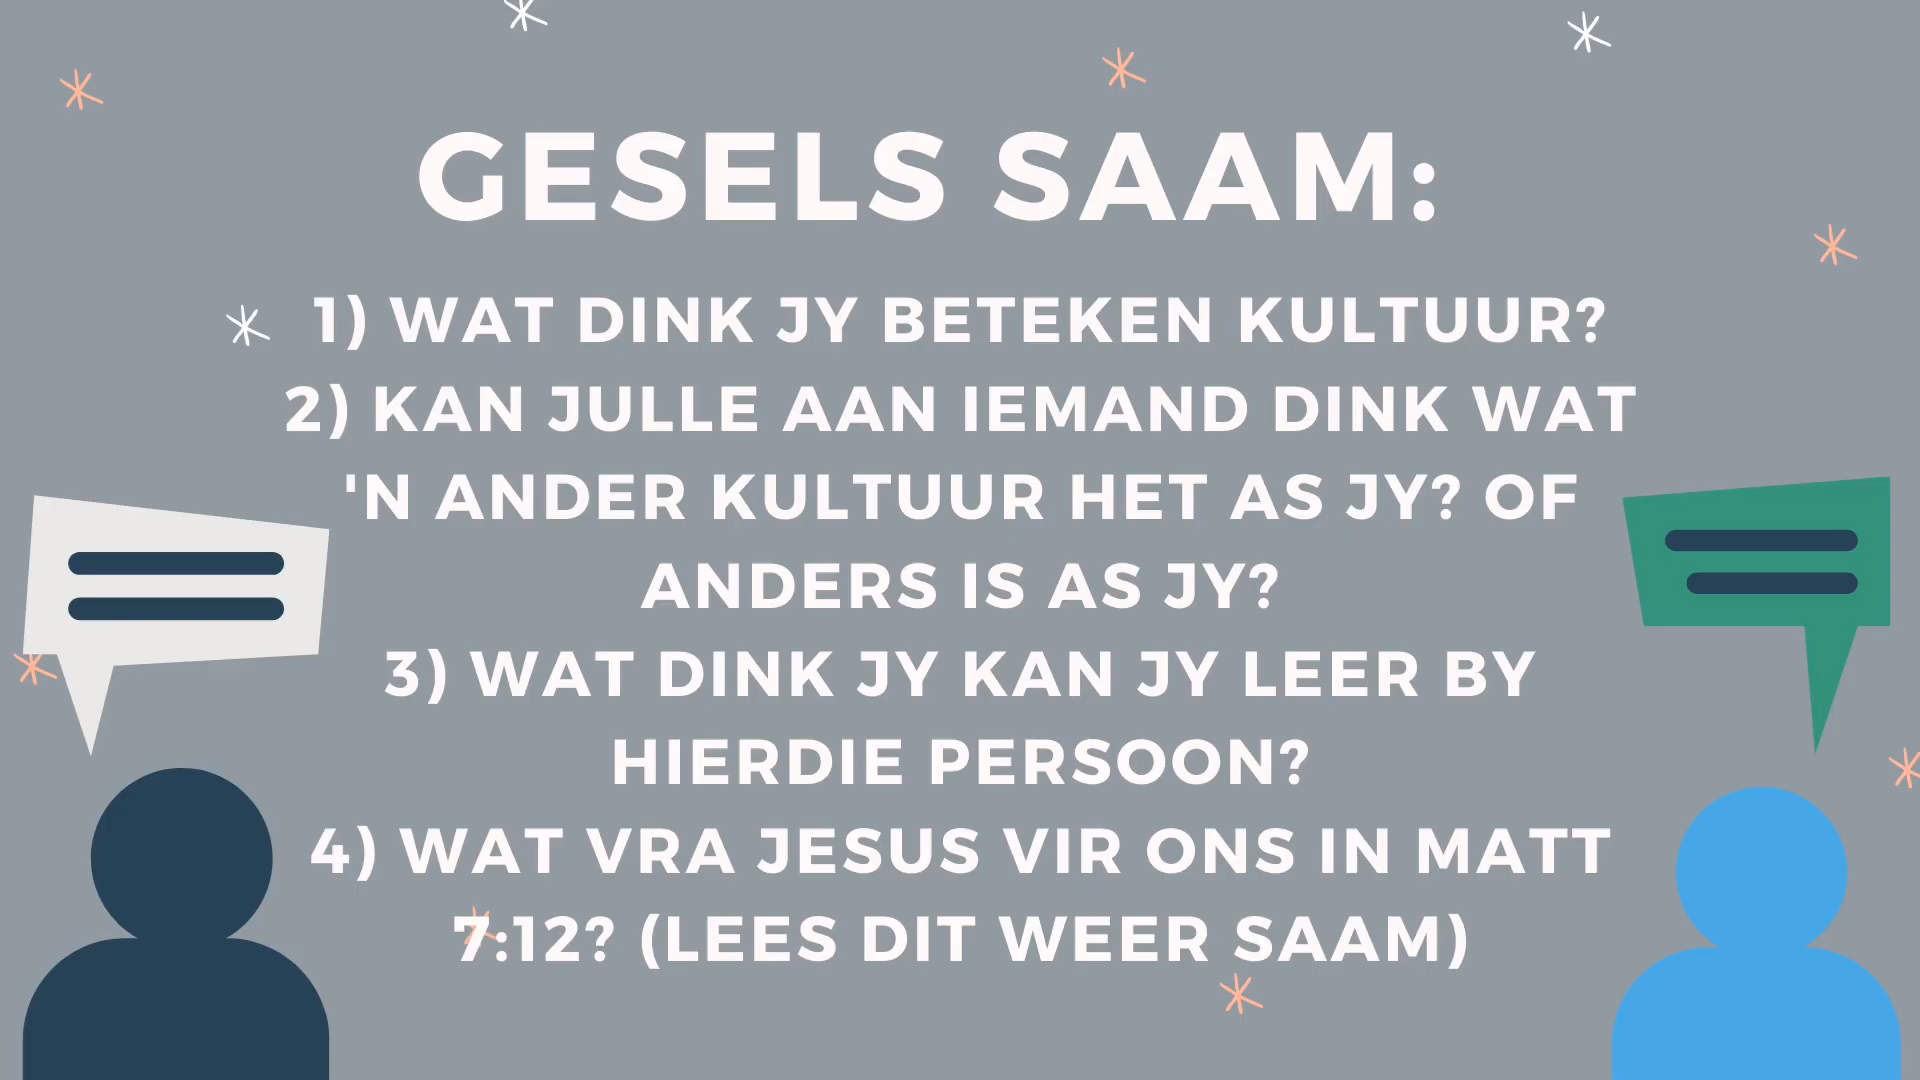 GESELS SAAM:
1) WAT DINK JY BETEKEN KULTUUR?
2) KAN JULLE AAN IEMAND DINK WAT
'N ANDER KULTUUR HET AS JY? OF
ANDERS IS AS JY?
3) WAT DINK JY KAN JY LEER BY
HIERDIE PERSOON?
4) WAT VRA JESUS VIR ONS IN MATT
7:12? (LEES DIT WEER SAAM)